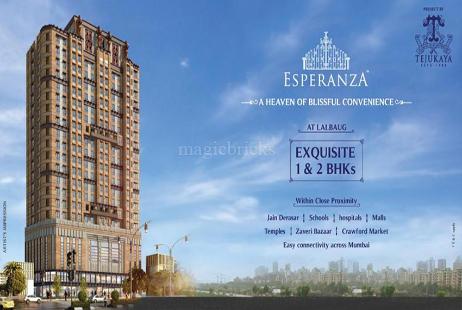 PROJECT BY
TEJUKAYA
ESPERANZA
A HEAVEN OF BLISSFUL CONVENIENCE
AT LALBAUG
magicbricks
EXQUISITE
1 & 2 BHKs
Within Close Proximity
Jain Derasar ¦ Schools ¦ hospitals ¦ Malls
Temples ¦ Zaveri Bazaar ¦ Crawford Market
Easy connectivity across Mumbai
ARTIST'S IMPRESSION